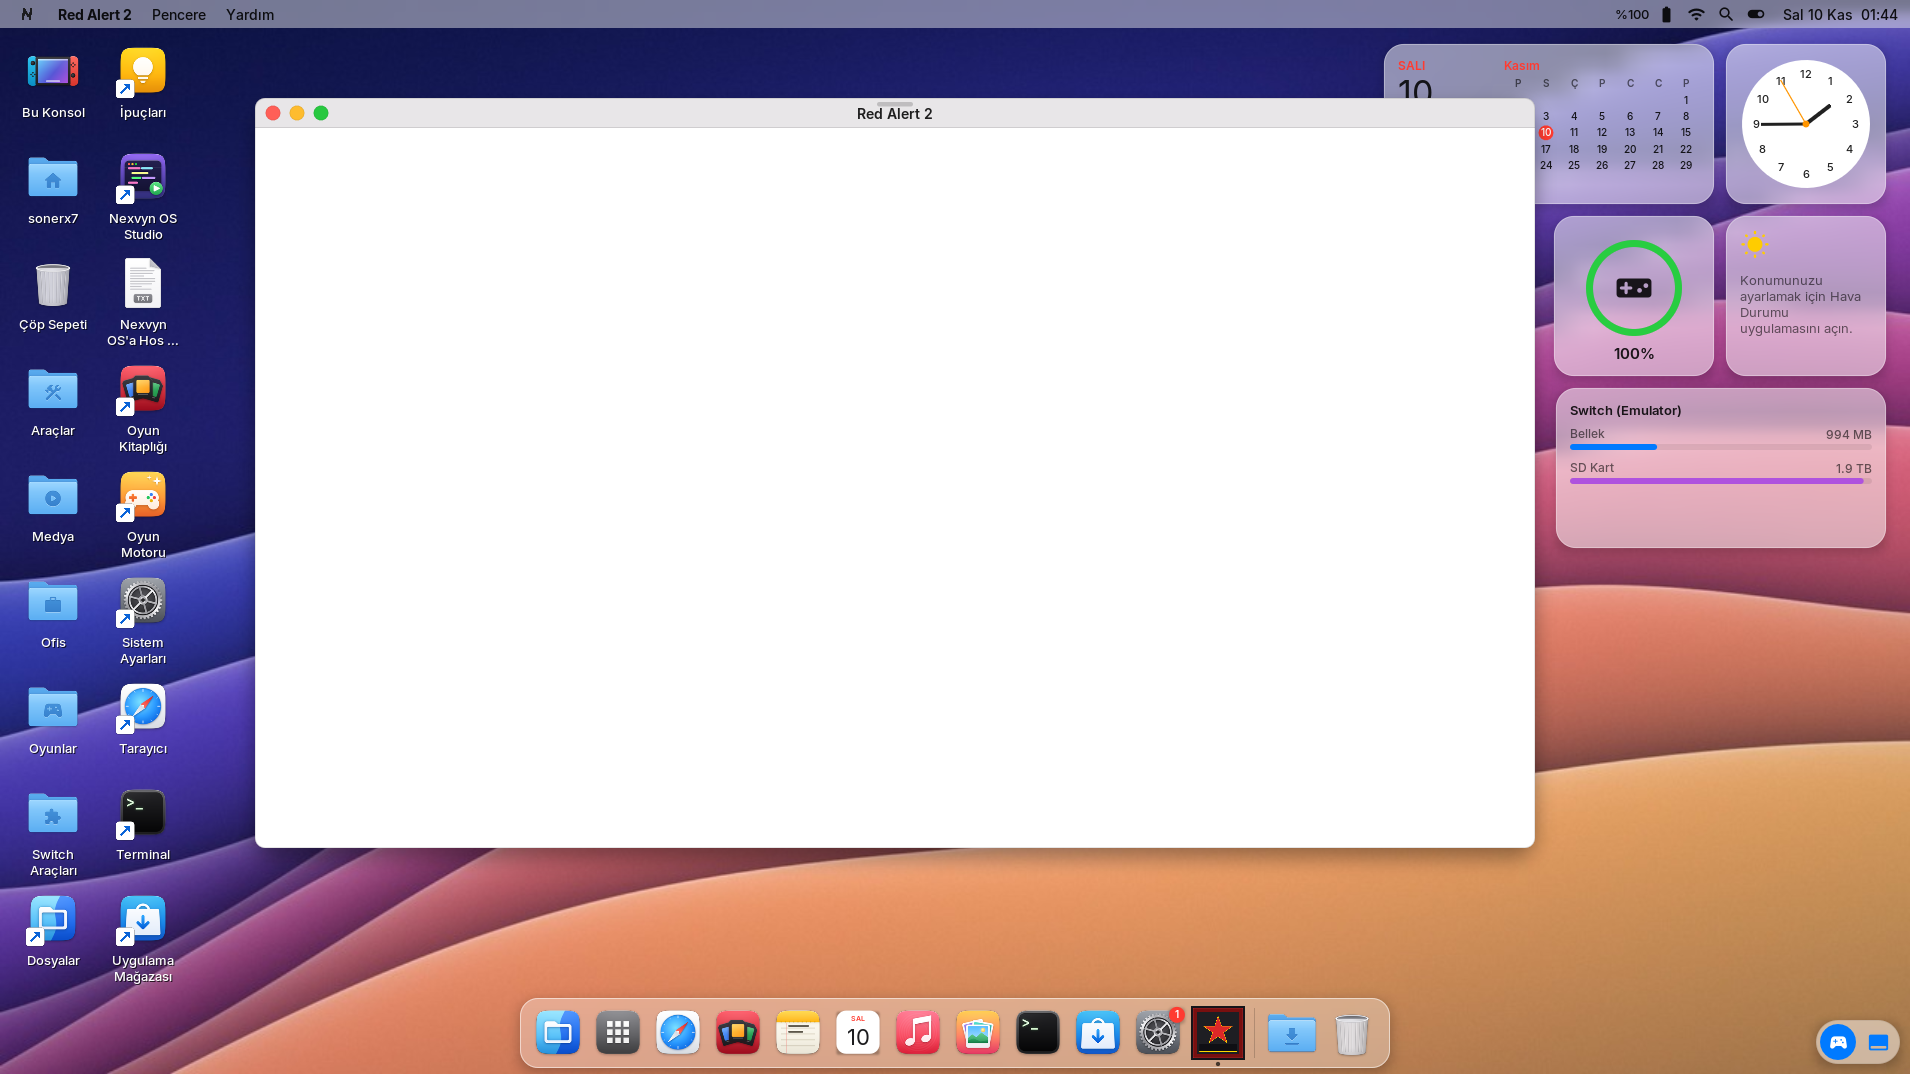 Red Alert 2 Pencere Yardım
%100 Sal 10 Kas 01:44
Bu Konsol
İpuçları
sonerx7
Nexvyn OS
Studio
Çöp Sepeti
TXT
Nexvyn
OS'a Hos ...
Araçlar
Oyun
Kitaplığı
Medya
Oyun
Motoru
Ofis
Sistem
Ayarları
Oyunlar
Tarayıcı
Switch
Araçları
>_
Terminal
Dosyalar
Uygulama
Mağazası
Red Alert 2
SALI
10
Kasım
P S Ç P C C P
1
3 4 5 6 7 8
10 11 12 13 14 15
17 18 19 20 21 22
24 25 26 27 28 29
12
1
2
3
4
5
6
7
8
9
10
11
100%
Konumunuzu
ayarlamak için Hava
Durumu
uygulamasını açın.
Switch (Emulator)
Bellek 994 MB
SD Kart 1.9 TB
SAL
10
>_
1